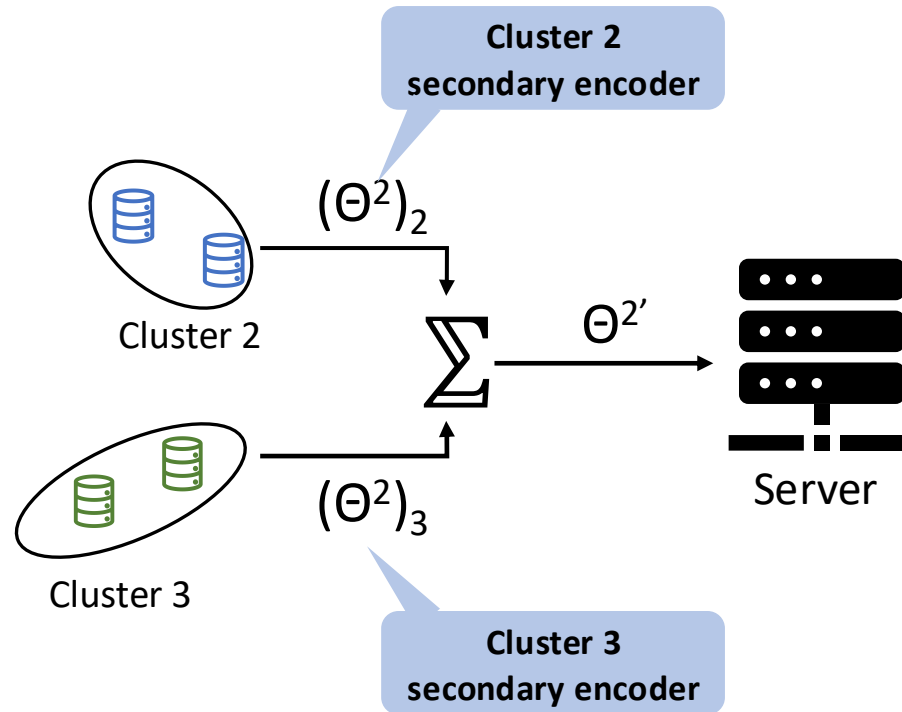 Cluster 2
secondary encoder
(Θ²)₂
Cluster 2
∑
Θ²’
(Θ²)₃
Server
Cluster 3
Cluster 3
secondary encoder